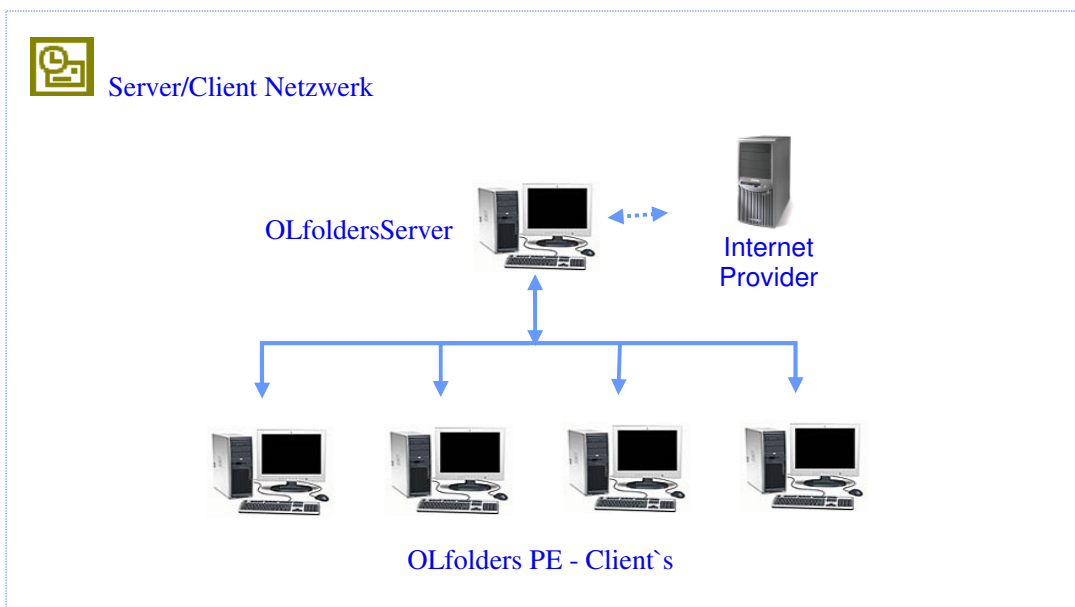 Server/Client Netzwerk
OLfoldersServer
Internet
Provider
OLfolders PE - Client`s